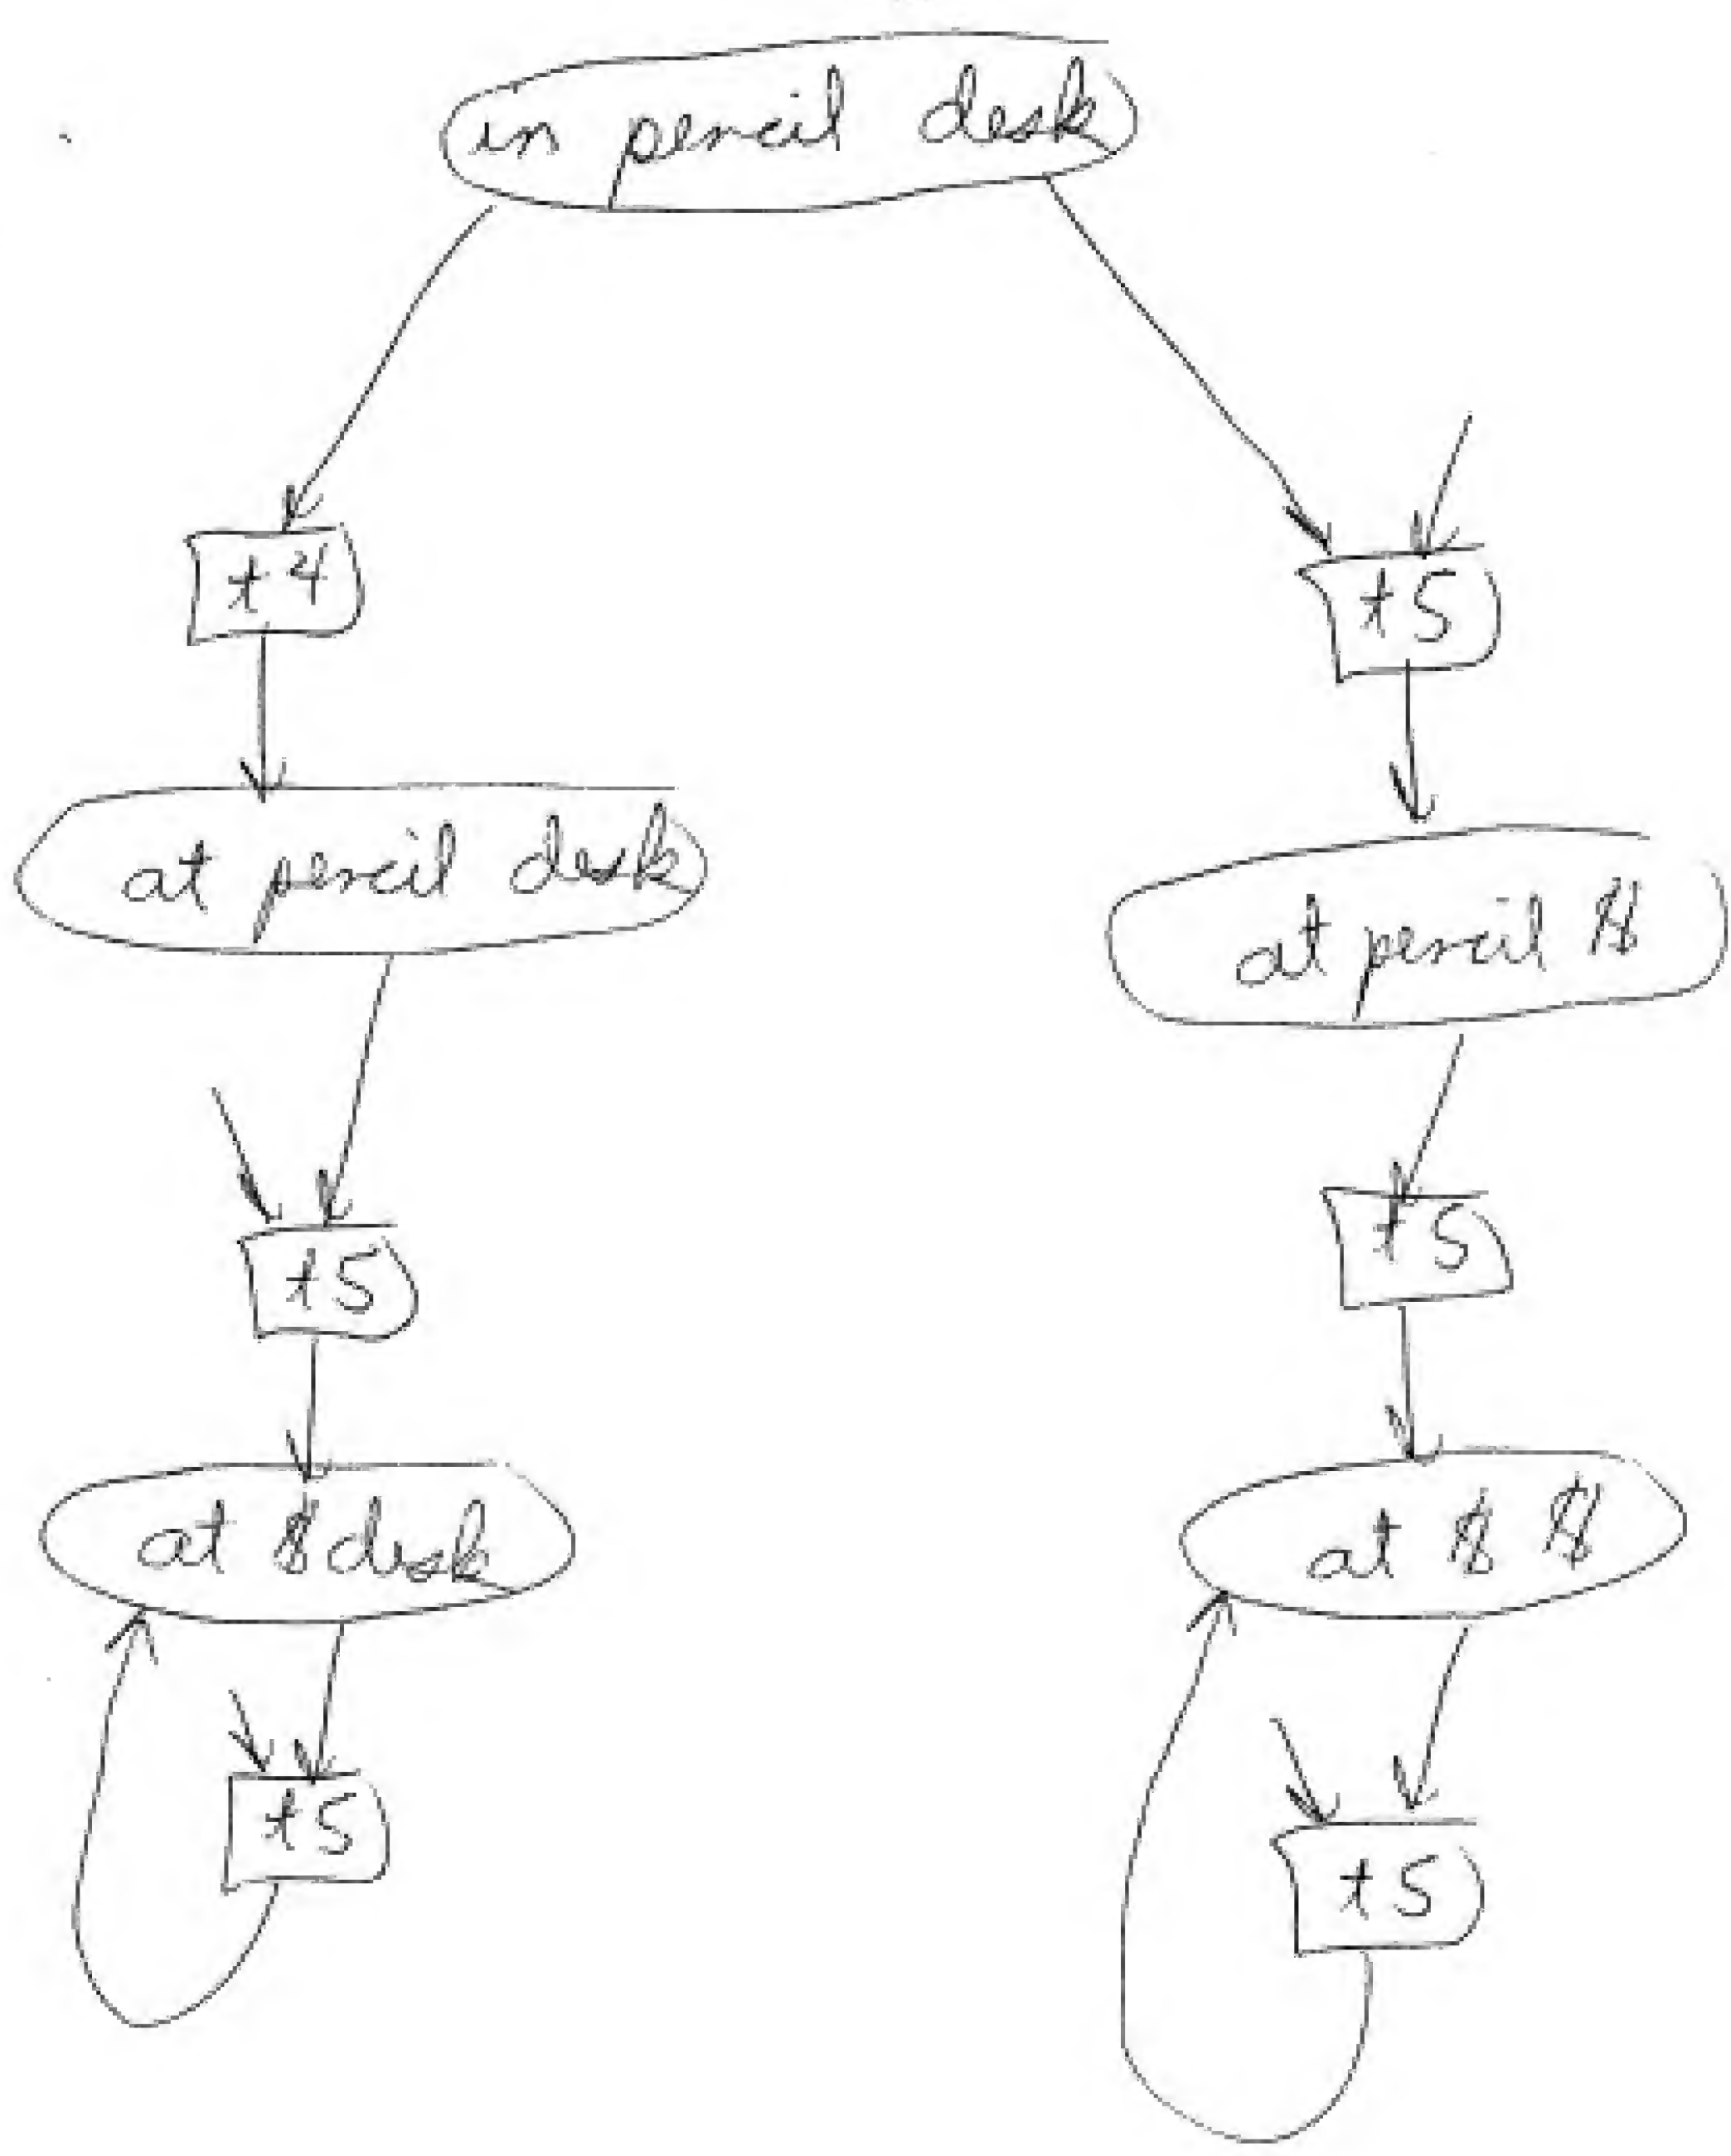 in pencil desk
t4
t5
at pencil desk
at pencil $
t5
t5
at $ desk
at $ $
t5
t5